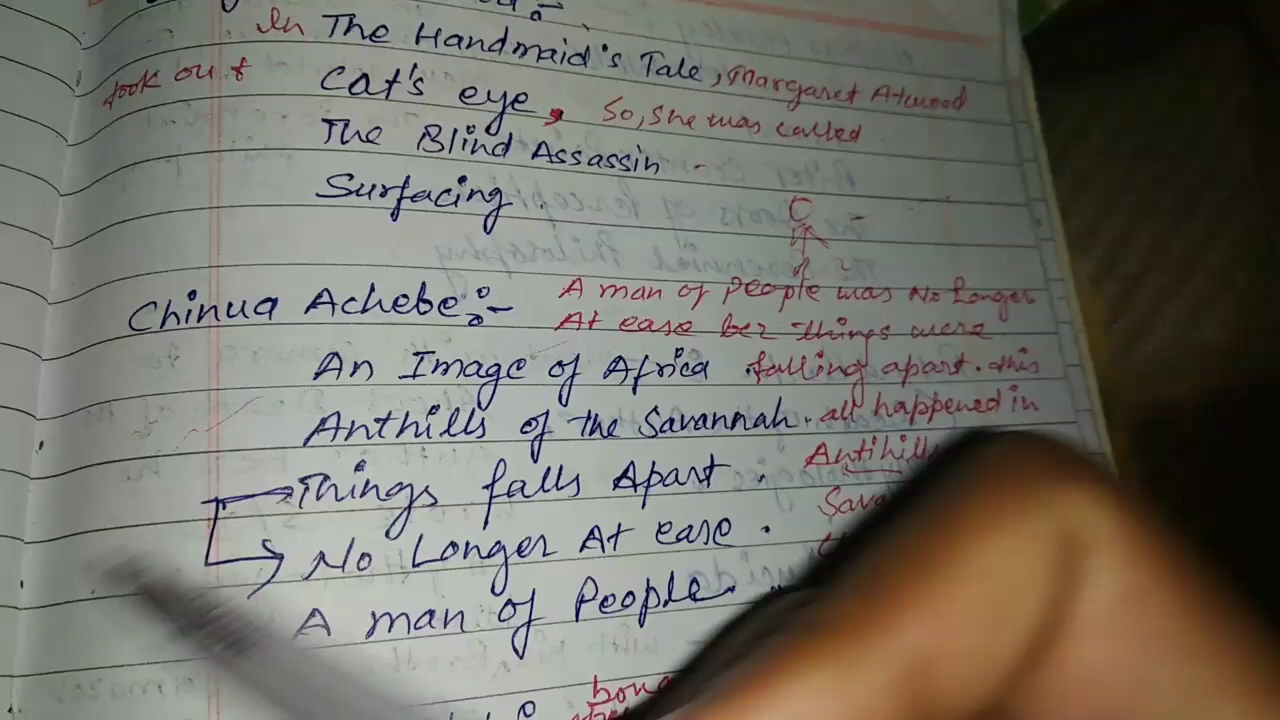 In The Handmaid's Tale, Margaret Atwood
took out Cat's eye, So, she was called
The Blind Assassin -
Surfacing
Chinua Achebe :- A man of People was No Longer
At ease bcz things were
An Image of Africa falling apart. this
Anthills of the Savannah. all happened in
Antihills
Things falls Apart.
No Longer At ease.
A man of People.